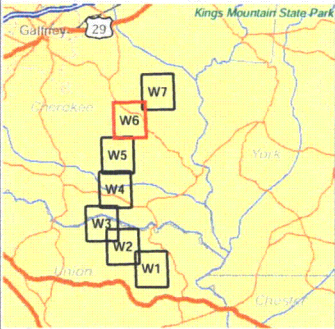 Kings Mountain State Park
Gaffney
29
W7
Cherokee
W6
W5
York
W4
W3
W2
W1
Union
Chester